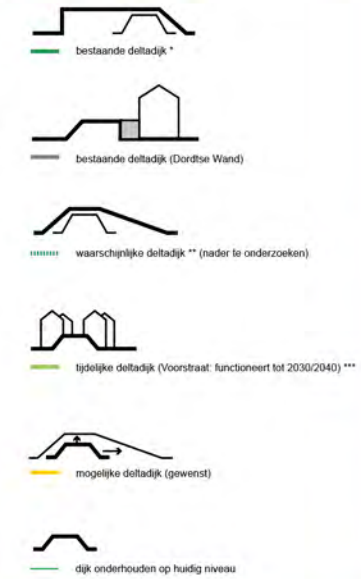 bestaande deltadijk *
bestaande deltadijk (Dordtse Wand)
waarschijnlijke deltadijk ** (nader te onderzoeken)
tijdelijke deltadijk (Voorstraat: functioneert tot 2030/2040) ***
mogelijke deltadijk (gewenst)
dijk onderhouden op huidig niveau